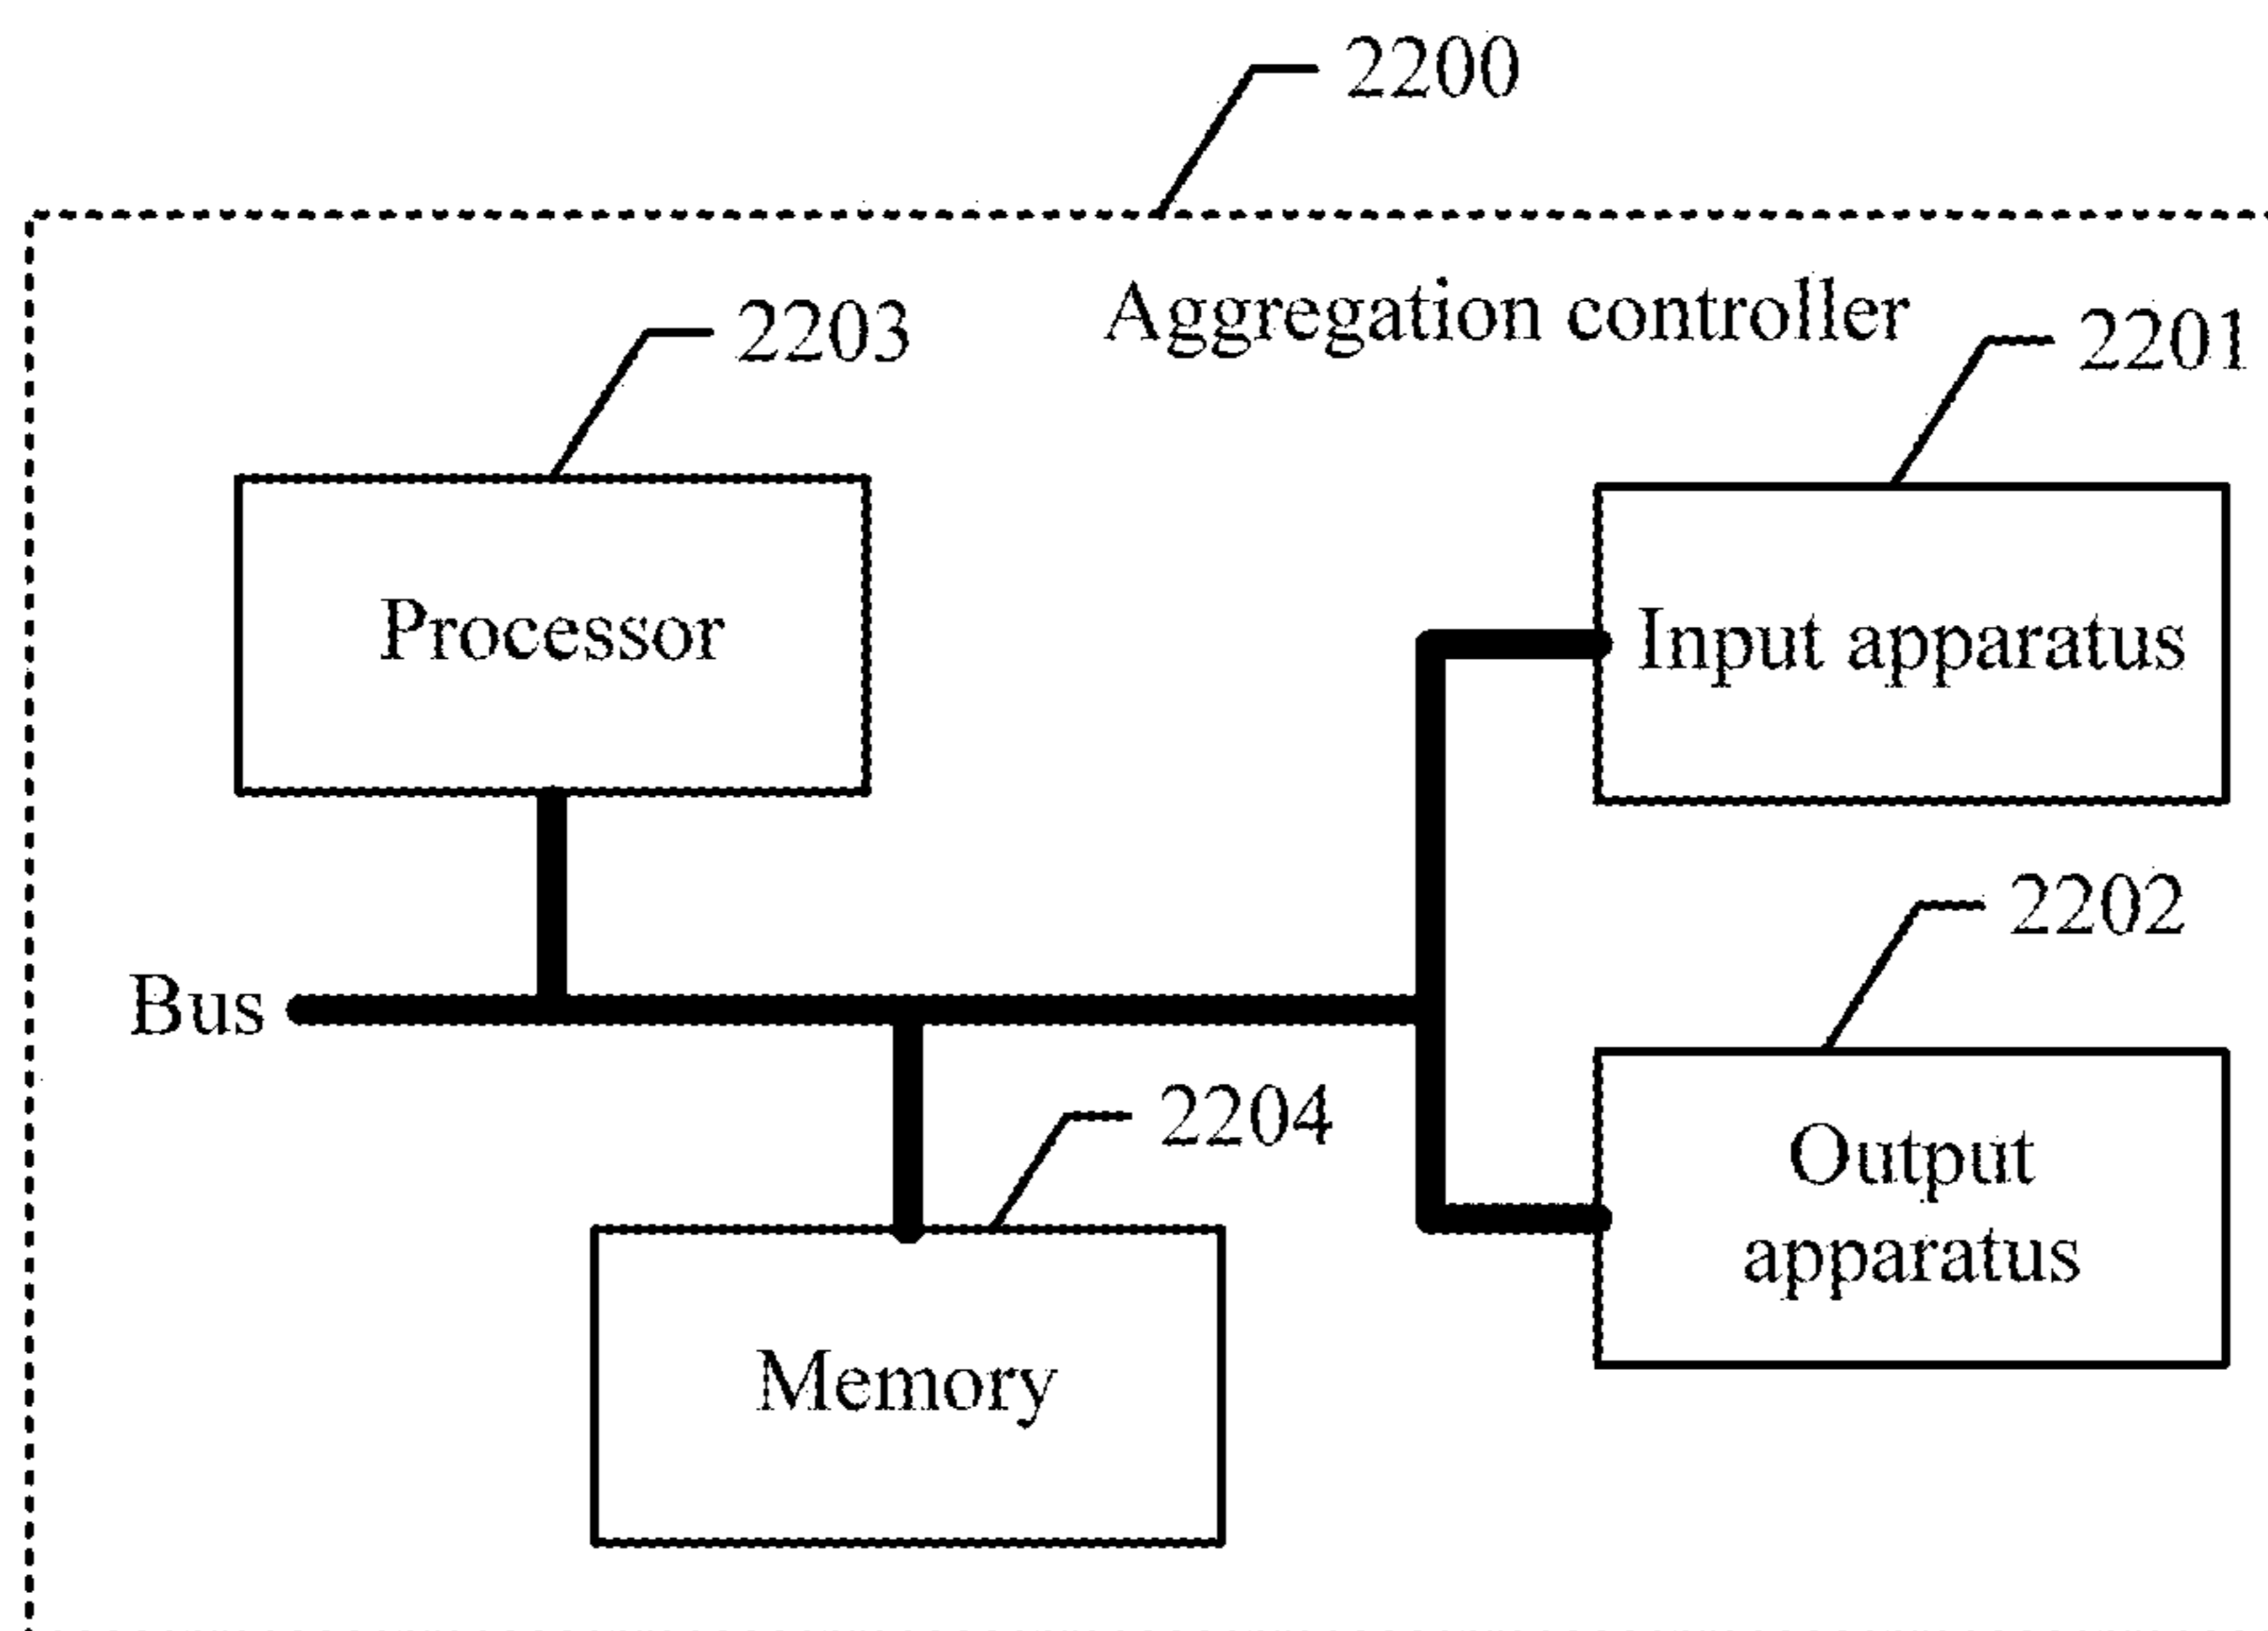 2200
Aggregation controller
2203
2201
Processor
Input apparatus
2202
Bus
2204
Output
apparatus
Memory